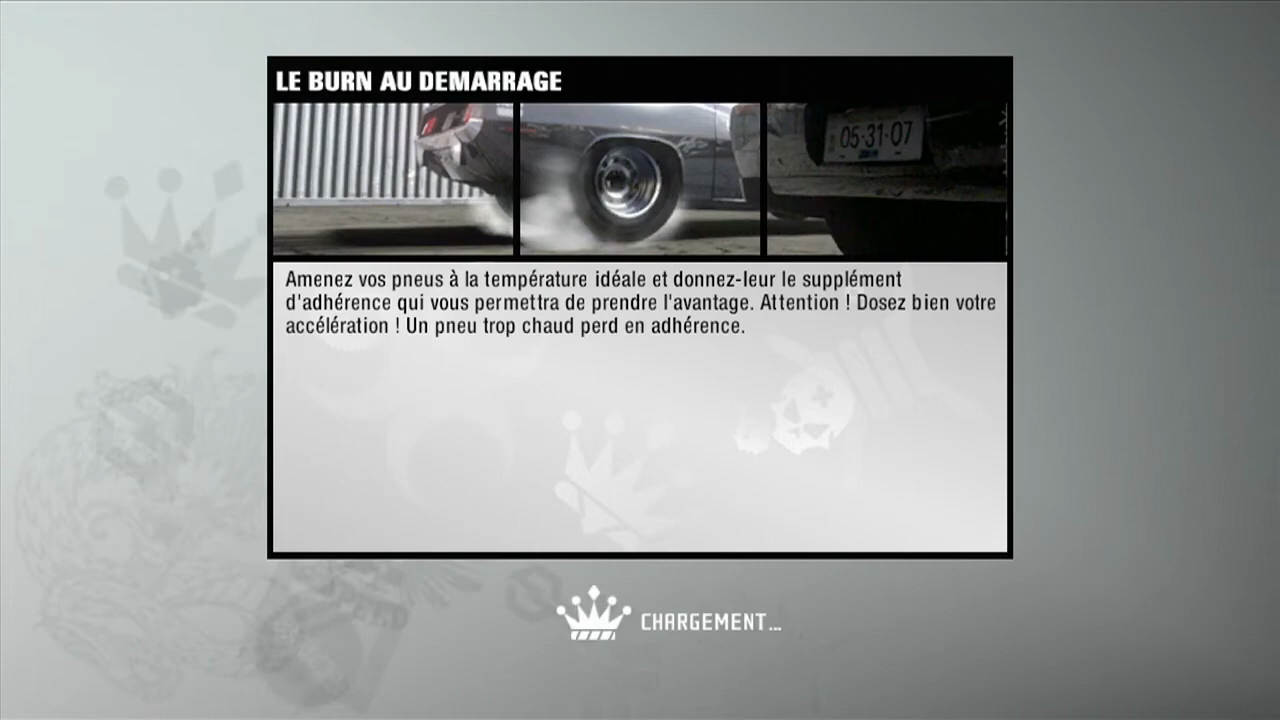 LE BURN AU DEMARRAGE
05-31-07
Amenez vos pneus à la température idéale et donnez-leur le supplément
d'adhérence qui vous permettra de prendre l'avantage. Attention ! Dosez bien votre
accélération ! Un pneu trop chaud perd en adhérence.
CHARGEMENT...